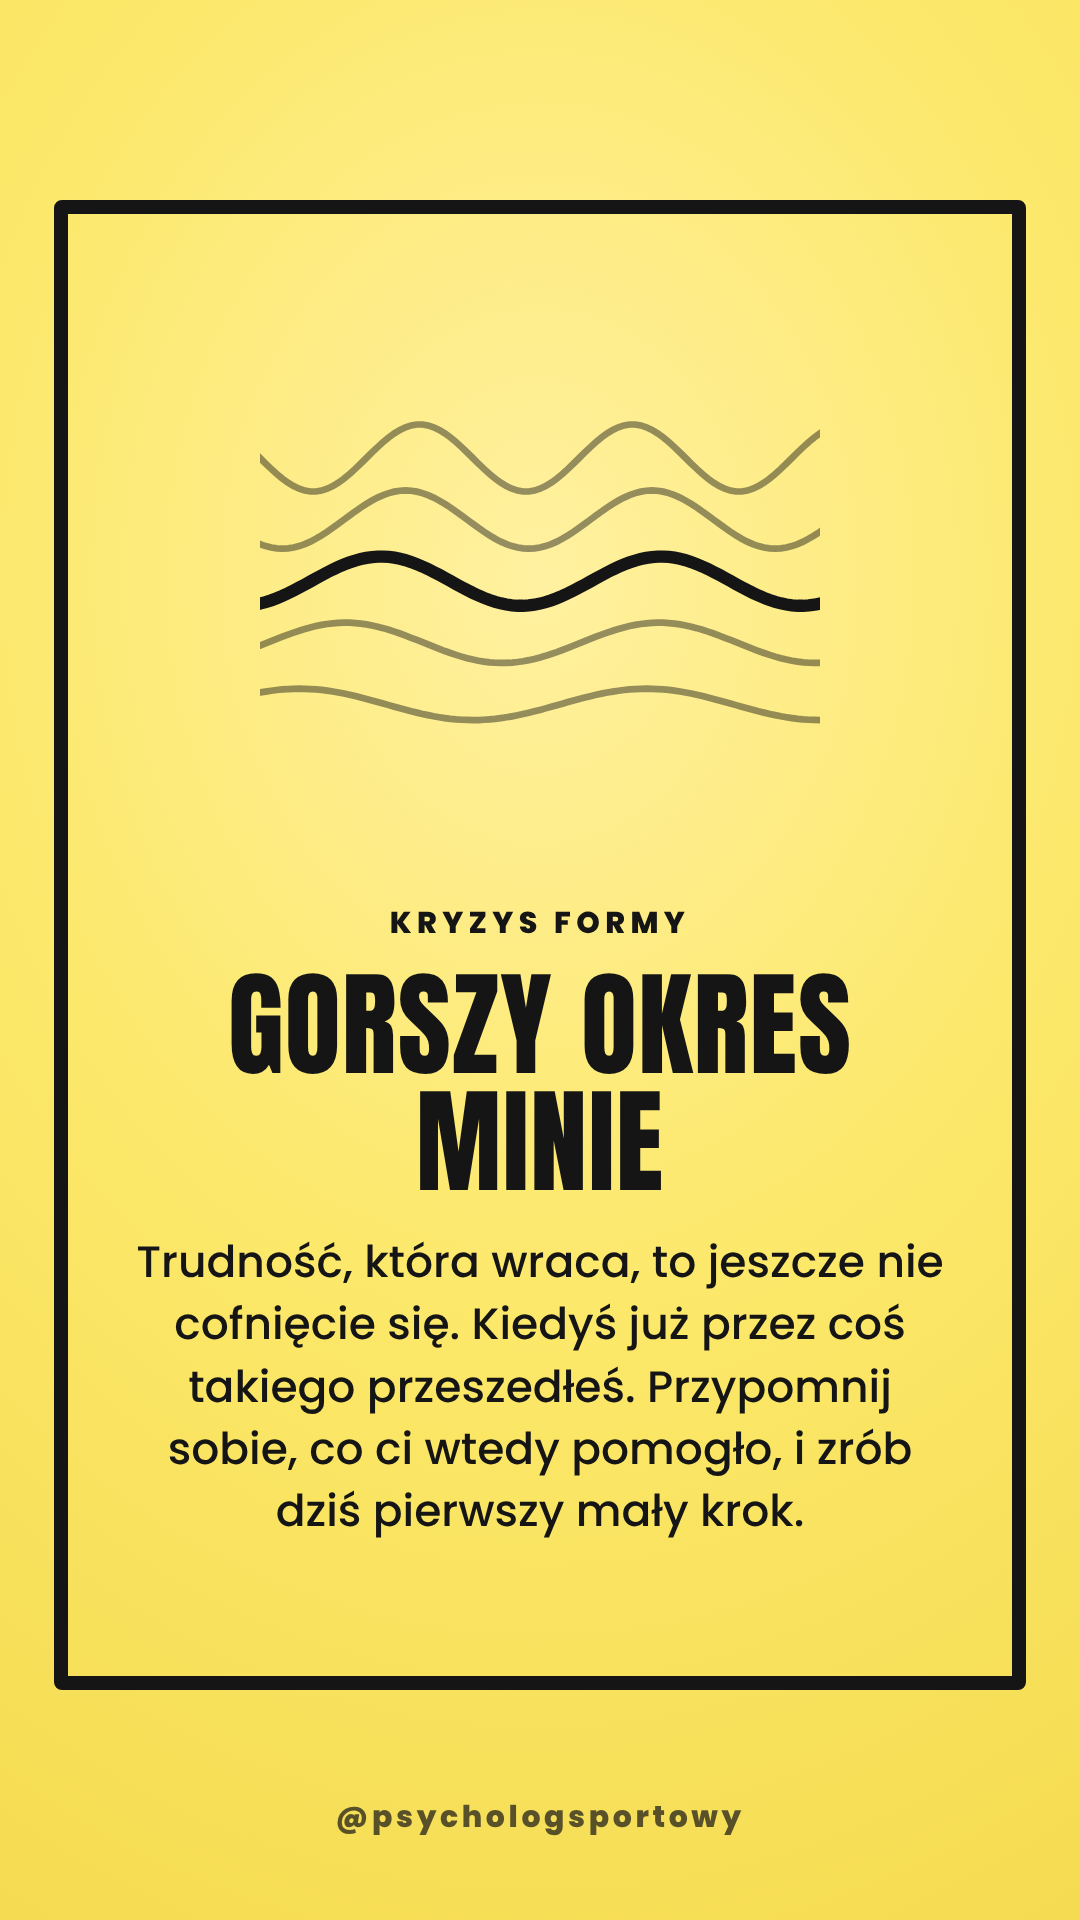 KRYZYS FORMY
GORSZY OKRES
MINIE
Trudność, która wraca, to jeszcze nie
cofnięcie się. Kiedyś już przez coś
takiego przeszedłeś. Przypomnij
sobie, co ci wtedy pomogło, i zrób
dziś pierwszy mały krok.
@psychologsportowy